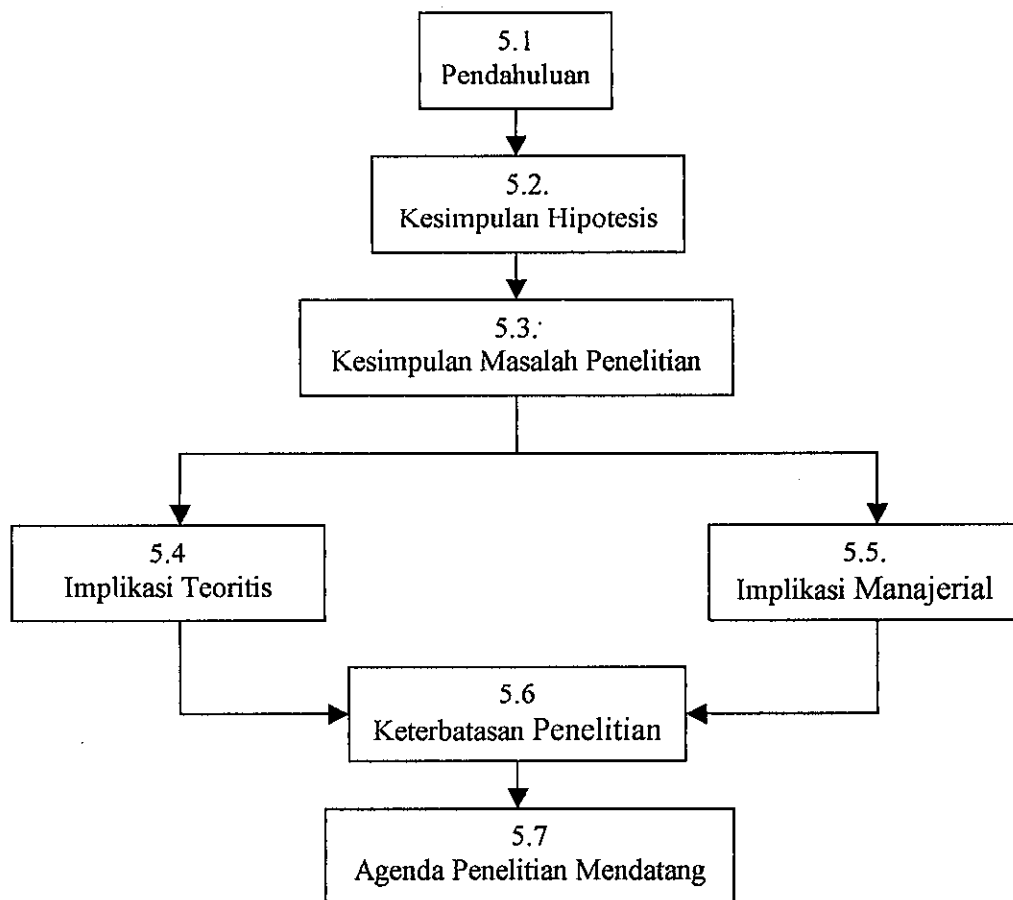 5.1
Pendahuluan
5.2.
Kesimpulan Hipotesis
5.3.
Kesimpulan Masalah Penelitian
5.4
Implikasi Teoritis
5.5.
Implikasi Manajerial
5.6
Keterbatasan Penelitian
5.7
Agenda Penelitian Mendatang